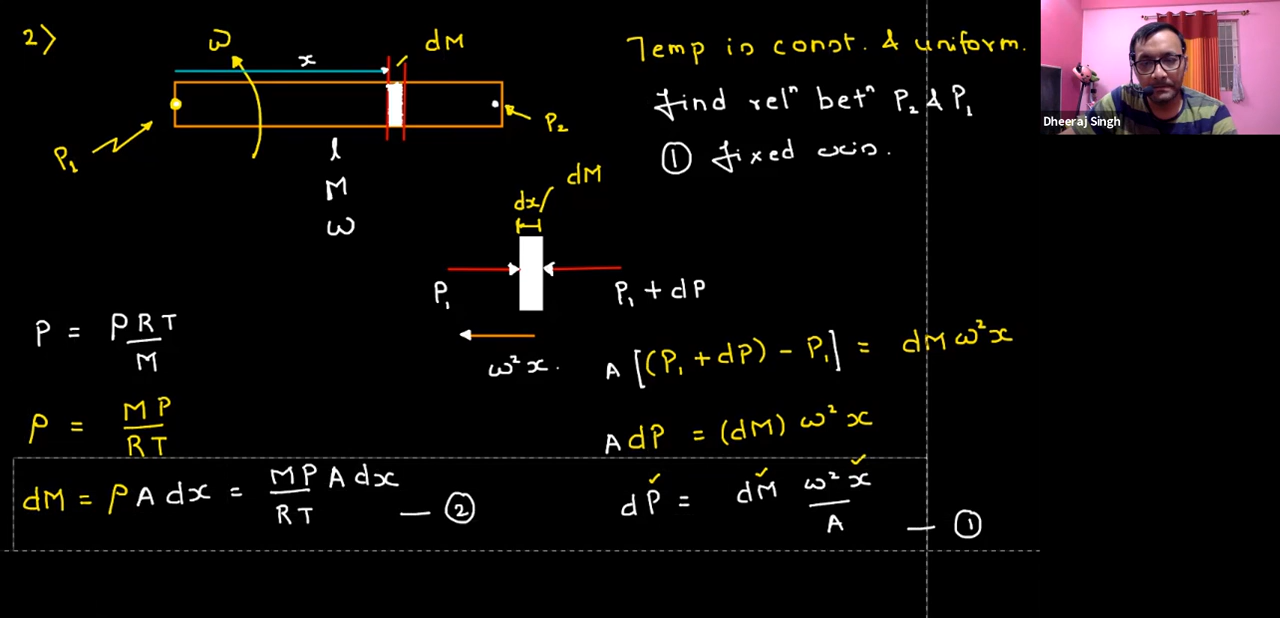 2)
ω
x
dM
P₁
P₂
l
M
ω
Temp is const. & uniform.
find relⁿ betⁿ P₂ & P₁
① fixed axis.
dx
dM
P₁
P₁ + dP
ω²x.
P = ρRT/M
ρ = MP/RT
A [(P₁ + dP) - P₁] = dM ω²x
A dP = (dM) ω²x
dM = ρ A dx = MP/RT A dx — ②
dP = dM ω²x/A — ①
Dheeraj Singh